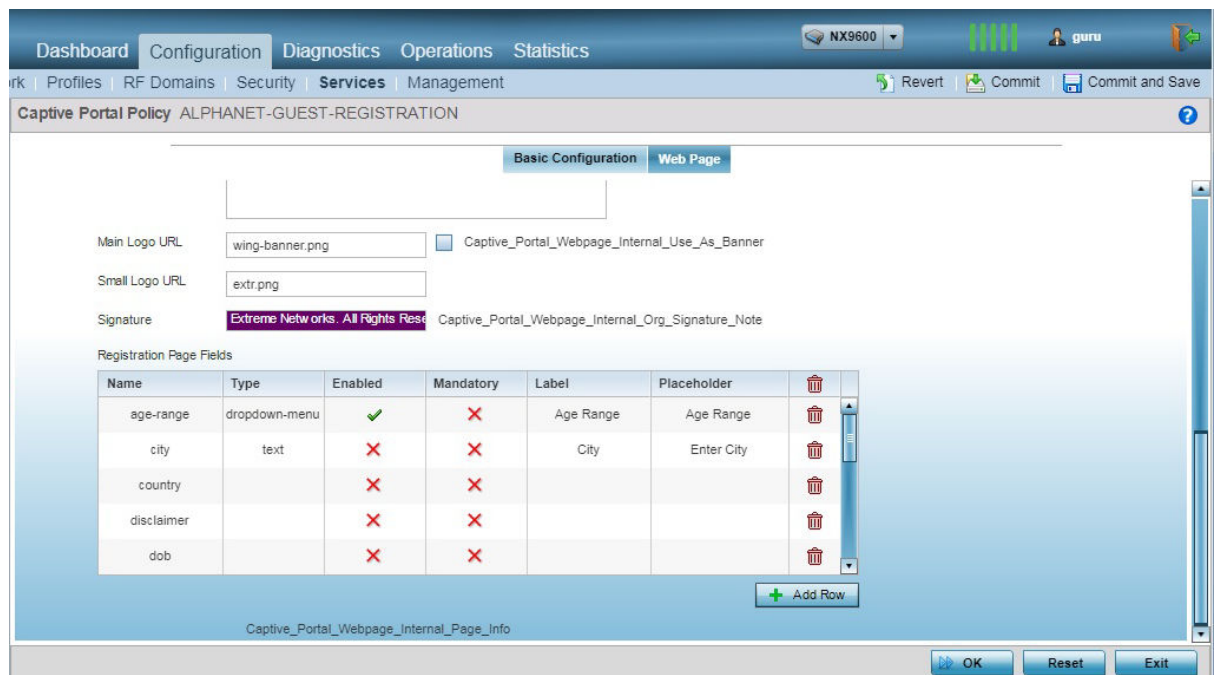 NX9600
guru
Dashboard Configuration Diagnostics Operations Statistics
rk Profiles RF Domains Security Services Management Revert Commit Commit and Save
Captive Portal Policy ALPHANET-GUEST-REGISTRATION
Basic Configuration Web Page
Main Logo URL wing-banner.png Captive_Portal_Webpage_Internal_Use_As_Banner
Small Logo URL extr.png
Signature Extreme Networks. All Rights Rese Captive_Portal_Webpage_Internal_Org_Signature_Note
Registration Page Fields
Name Type Enabled Mandatory Label Placeholder
age-range dropdown-menu Age Range Age Range
city text City Enter City
country
disclaimer
dob
Add Row
Captive_Portal_Webpage_Internal_Page_Info
OK Reset Exit